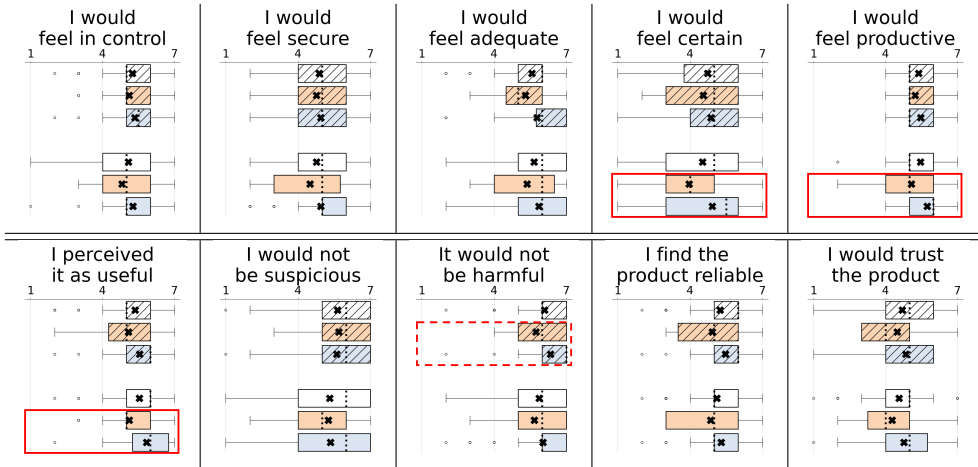 I would
feel in control
1 4 7
I would
feel secure
1 4 7
I would
feel adequate
1 4 7
I would
feel certain
1 4 7
I would
feel productive
1 4 7
I perceived
it as useful
1 4 7
I would not
be suspicious
1 4 7
It would not
be harmful
1 4 7
I find the
product reliable
1 4 7
I would trust
the product
1 4 7